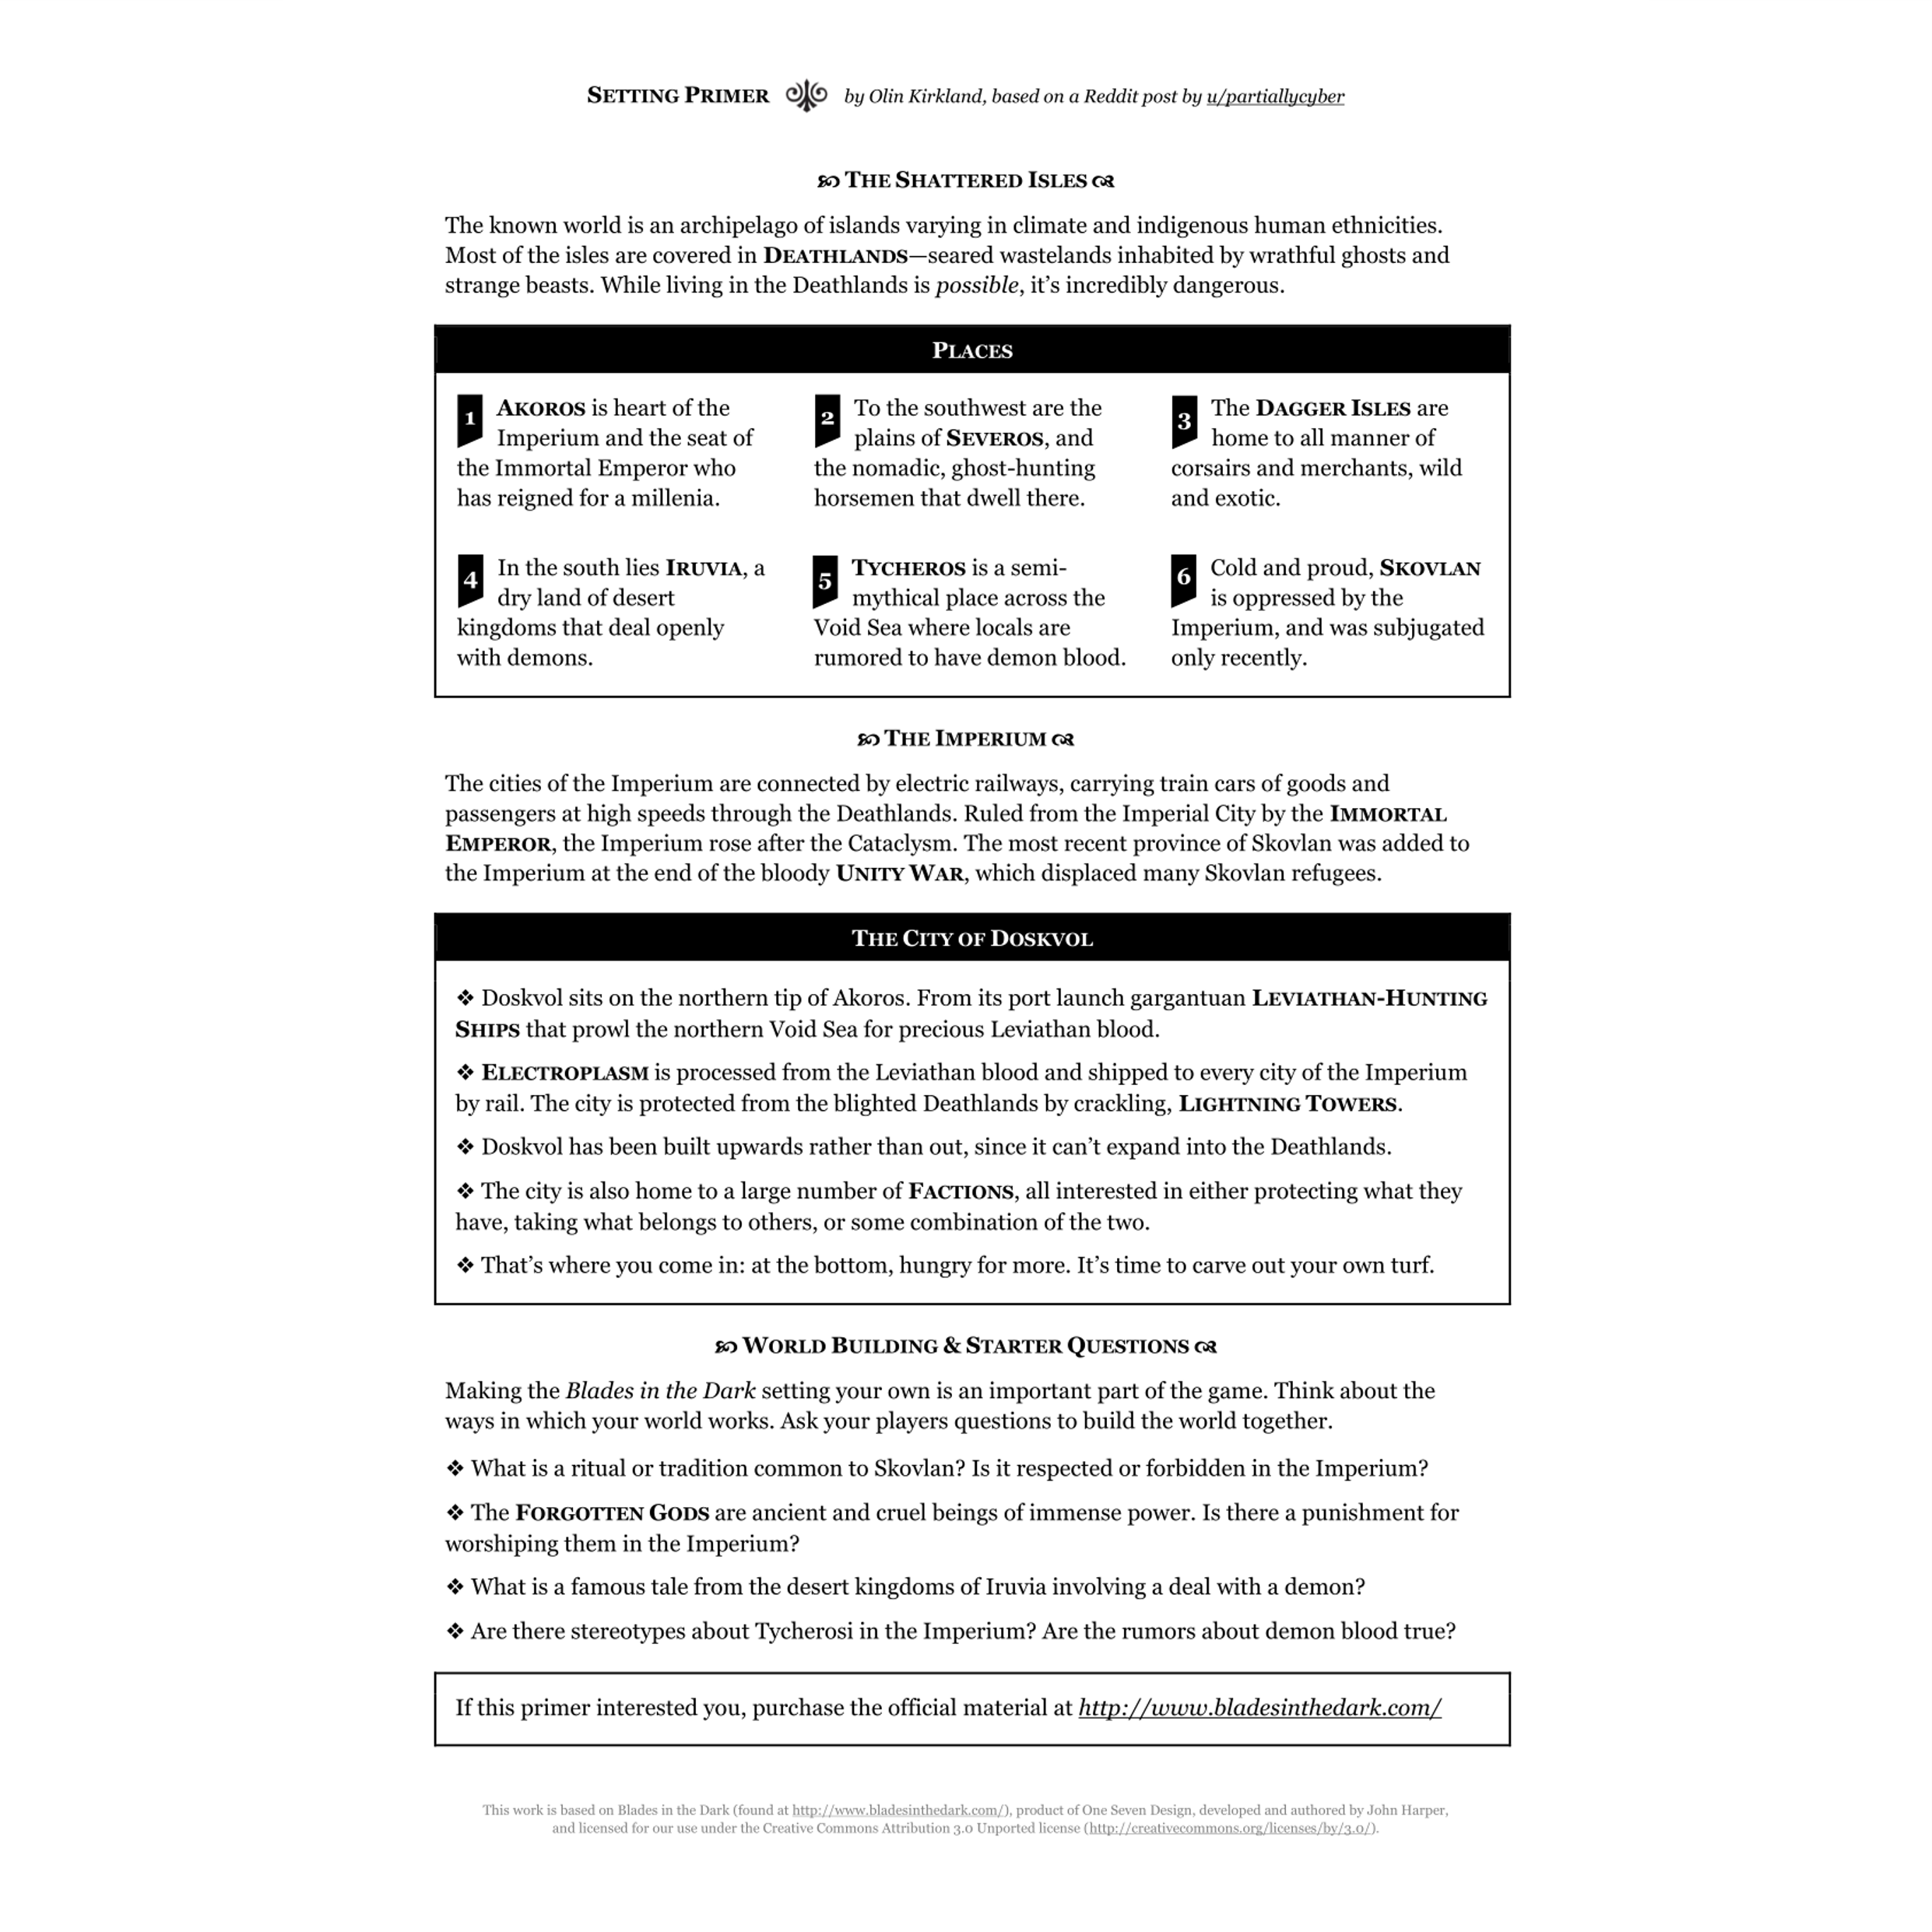 SETTING PRIMER by Olin Kirkland, based on a Reddit post by u/partiallycyber
THE SHATTERED ISLES
The known world is an archipelago of islands varying in climate and indigenous human ethnicities.
Most of the isles are covered in DEATHLANDS—seared wastelands inhabited by wrathful ghosts and
strange beasts. While living in the Deathlands is possible, it's incredibly dangerous.
PLACES
1 AKOROS is heart of the
Imperium and the seat of
the Immortal Emperor who
has reigned for a millenia.
2 To the southwest are the
plains of SEVEROS, and
the nomadic, ghost-hunting
horsemen that dwell there.
3 The DAGGER ISLES are
home to all manner of
corsairs and merchants, wild
and exotic.
4 In the south lies IRUVIA, a
dry land of desert
kingdoms that deal openly
with demons.
5 TYCHEROS is a semi-
mythical place across the
Void Sea where locals are
rumored to have demon blood.
6 Cold and proud, SKOVLAN
is oppressed by the
Imperium, and was subjugated
only recently.
THE IMPERIUM
The cities of the Imperium are connected by electric railways, carrying train cars of goods and
passengers at high speeds through the Deathlands. Ruled from the Imperial City by the IMMORTAL
EMPEROR, the Imperium rose after the Cataclysm. The most recent province of Skovlan was added to
the Imperium at the end of the bloody UNITY WAR, which displaced many Skovlan refugees.
THE CITY OF DOSKVOL
❖ Doskvol sits on the northern tip of Akoros. From its port launch gargantuan LEVIATHAN-HUNTING
SHIPS that prowl the northern Void Sea for precious Leviathan blood.
❖ ELECTROPLASM is processed from the Leviathan blood and shipped to every city of the Imperium
by rail. The city is protected from the blighted Deathlands by crackling, LIGHTNING TOWERS.
❖ Doskvol has been built upwards rather than out, since it can't expand into the Deathlands.
❖ The city is also home to a large number of FACTIONS, all interested in either protecting what they
have, taking what belongs to others, or some combination of the two.
❖ That's where you come in: at the bottom, hungry for more. It's time to carve out your own turf.
WORLD BUILDING & STARTER QUESTIONS
Making the Blades in the Dark setting your own is an important part of the game. Think about the
ways in which your world works. Ask your players questions to build the world together.
❖ What is a ritual or tradition common to Skovlan? Is it respected or forbidden in the Imperium?
❖ The FORGOTTEN GODS are ancient and cruel beings of immense power. Is there a punishment for
worshiping them in the Imperium?
❖ What is a famous tale from the desert kingdoms of Iruvia involving a deal with a demon?
❖ Are there stereotypes about Tycherosi in the Imperium? Are the rumors about demon blood true?
If this primer interested you, purchase the official material at http://www.bladesinthedark.com/
This work is based on Blades in the Dark (found at http://www.bladesinthedark.com/), product of One Seven Design, developed and authored by John Harper,
and licensed for our use under the Creative Commons Attribution 3.0 Unported license (http://creativecommons.org/licenses/by/3.0/).